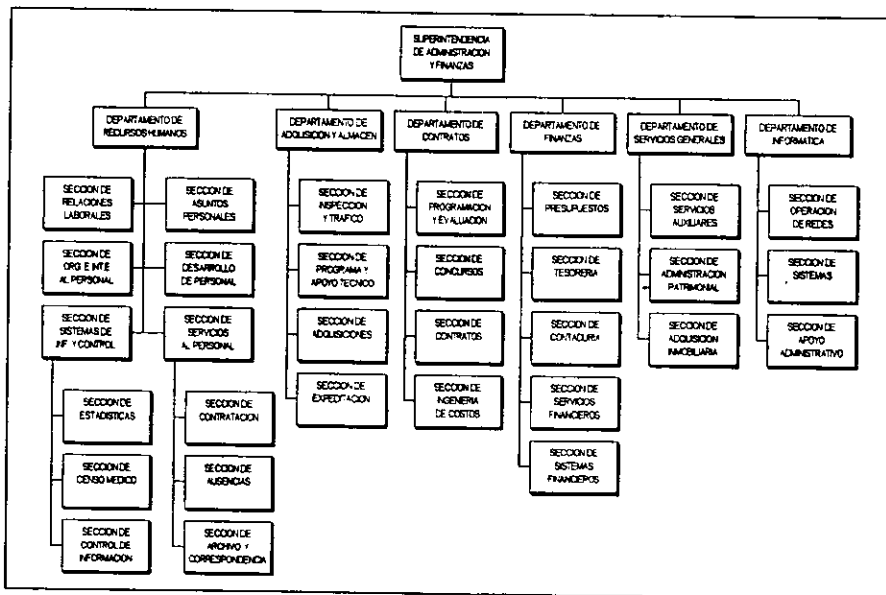 SUPERINTENDENCIA
DE ADMINISTRACION
Y FINANZAS
DEPARTAMENTO DE
RECURSOS HUMANOS
DEPARTAMENTO DE
ADQUISICION Y ALMACEN
DEPARTAMENTO DE
CONTRATOS
DEPARTAMENTO DE
FINANZAS
DEPARTAMENTO DE
SERVICIOS GENERALES
DEPARTAMENTO DE
INFORMATICA
SECCION DE
RELACIONES
LABORALES
SECCION DE
ASUNTOS
PERSONALES
SECCION DE
ORG E INTE
AL PERSONAL
SECCION DE
DESARROLLO
DE PERSONAL
SECCION DE
SISTEMAS DE
INF Y CONTROL
SECCION DE
SERVICIOS
AL PERSONAL
SECCION DE
ESTADISTICAS
SECCION DE
CENSO MEDICO
SECCION DE
CONTROL DE
INFORMACION
SECCION DE
CONTRATACION
SECCION DE
AUSENCIAS
SECCION DE
ARCHIVO Y
CORRESPONDENCIA
SECCION DE
INSPECCION
Y TRAFICO
SECCION DE
PROGRAMA Y
APOYO TECNICO
SECCION DE
ADQUISICIONES
SECCION DE
EXPEDITACION
SECCION DE
PROGRAMACION
Y EVALUACION
SECCION DE
CONCURSOS
SECCION DE
CONTRATOS
SECCION DE
INGENIERIA
DE COSTOS
SECCION DE
PRESUPUESTOS
SECCION DE
TESORERIA
SECCION DE
CONTADURA
SECCION DE
SERVICIOS
FINANCIEROS
SECCION DE
SISTEMAS
FINANCIEROS
SECCION DE
SERVICIOS
AUXILIARES
SECCION DE
ADMINISTRACION
PATRIMONIAL
SECCION DE
ADQUISICION
INMOBILIARIA
SECCION DE
OPERACION
DE REDES
SECCION DE
SISTEMAS
SECCION DE
APOYO
ADMINISTRATIVO